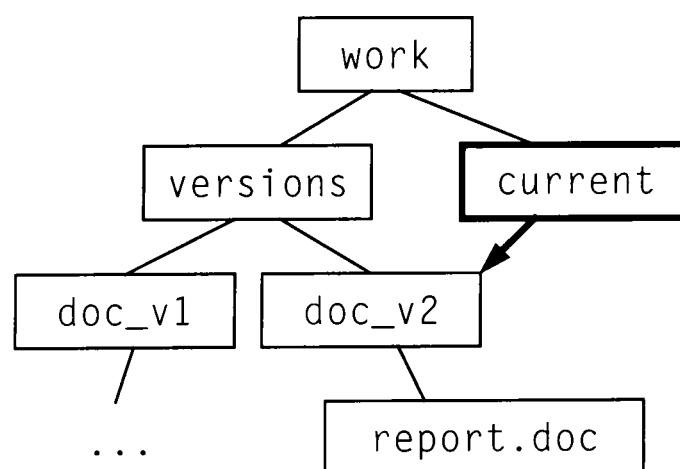 work
versions
current
doc_v1
doc_v2
...
report.doc